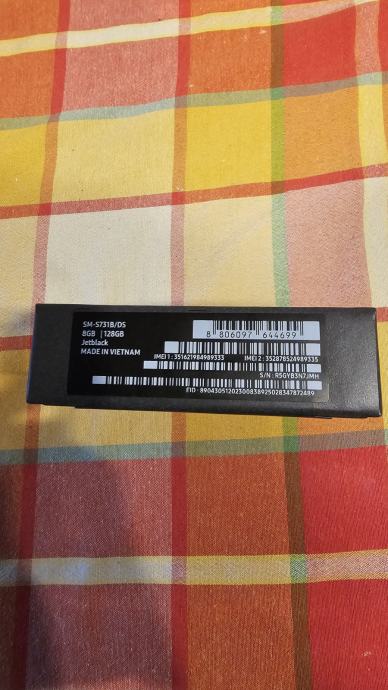 SM-S731B/DS
8GB | 128GB
Jetblack
MADE IN VIETNAM
8 806097 644699
IMEI 1 : 351621984989333
IMEI 2 : 352878524989335
S/N : R5GYB3N7JMH
EID : 89043051202300838925028347872489